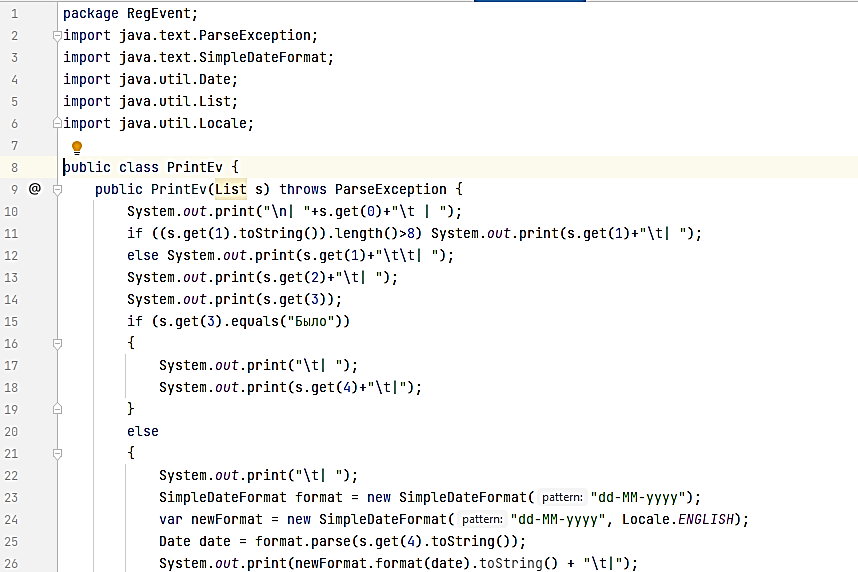 1 package RegEvent;
2 import java.text.ParseException;
3 import java.text.SimpleDateFormat;
4 import java.util.Date;
5 import java.util.List;
6 import java.util.Locale;
7
8 public class PrintEv {
9 @ public PrintEv(List s) throws ParseException {
10 System.out.print("\n| "+s.get(0)+"\t | ");
11 if ((s.get(1).toString()).length()>8) System.out.print(s.get(1)+"\t| ");
12 else System.out.print(s.get(1)+"\t\t| ");
13 System.out.print(s.get(2)+"\t| ");
14 System.out.print(s.get(3));
15 if (s.get(3).equals("Было"))
16 {
17 System.out.print("\t| ");
18 System.out.print(s.get(4)+"\t|");
19 }
20 else
21 {
22 System.out.print("\t| ");
23 SimpleDateFormat format = new SimpleDateFormat( pattern: "dd-MM-yyyy");
24 var newFormat = new SimpleDateFormat( pattern: "dd-MM-yyyy", Locale.ENGLISH);
25 Date date = format.parse(s.get(4).toString());
26 System.out.print(newFormat.format(date).toString() + "\t|");